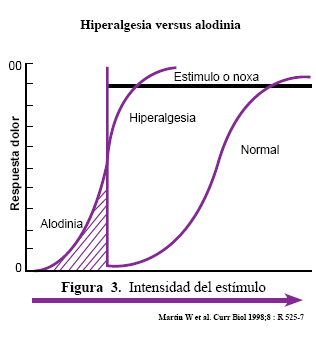 Hiperalgesia versus alodinia
00
Estimulo o noxa
Hiperalgesia
Normal
Respuesta dolor
Alodinia
0
Figura 3. Intensidad del estímulo
Martin W et al. Curr Biol 1998;8 : R 525-7